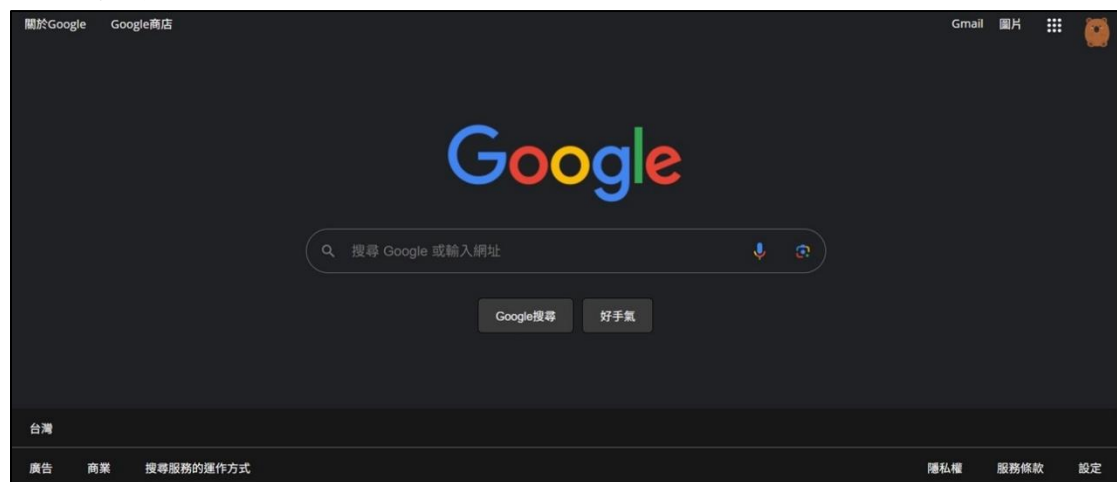 關於Google Google商店 Gmail 圖片
Google
搜尋 Google 或輸入網址
Google搜尋 好手氣
台灣
廣告 商業 搜尋服務的運作方式 隱私權 服務條款 設定